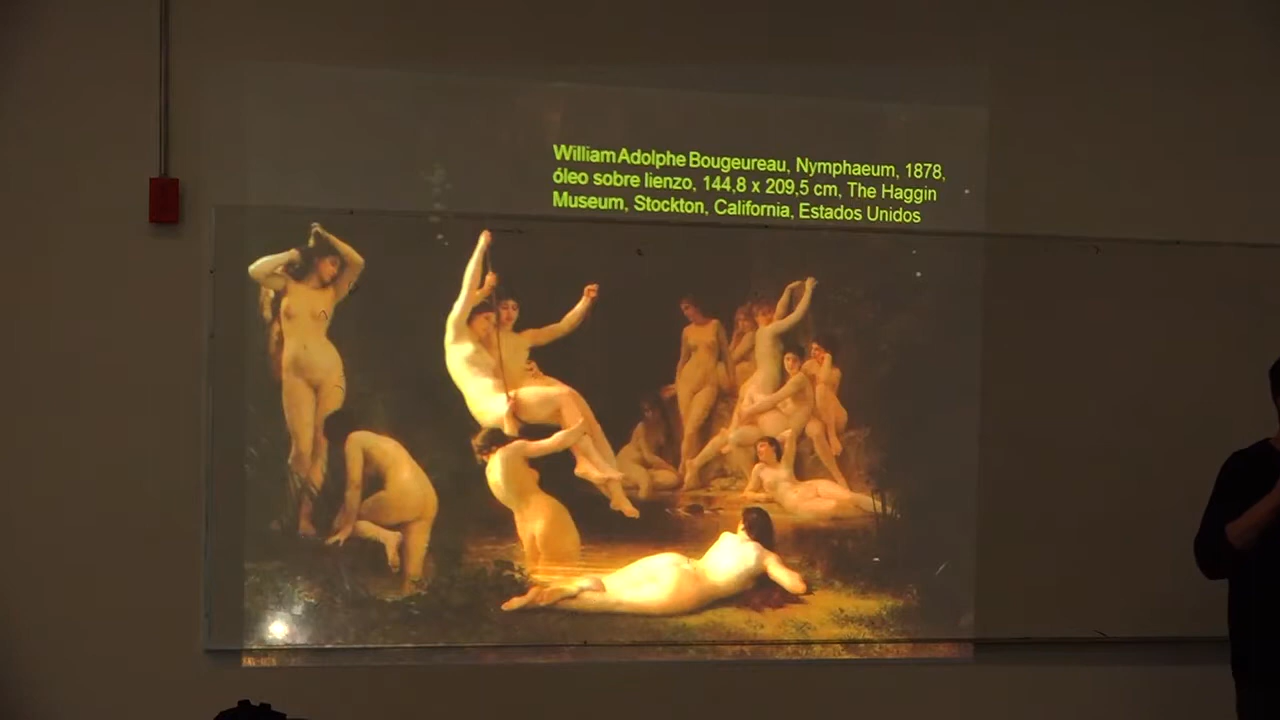 William Adolphe Bougeureau, Nymphaeum, 1878,
óleo sobre lienzo, 144,8 x 209,5 cm, The Haggin
Museum, Stockton, California, Estados Unidos